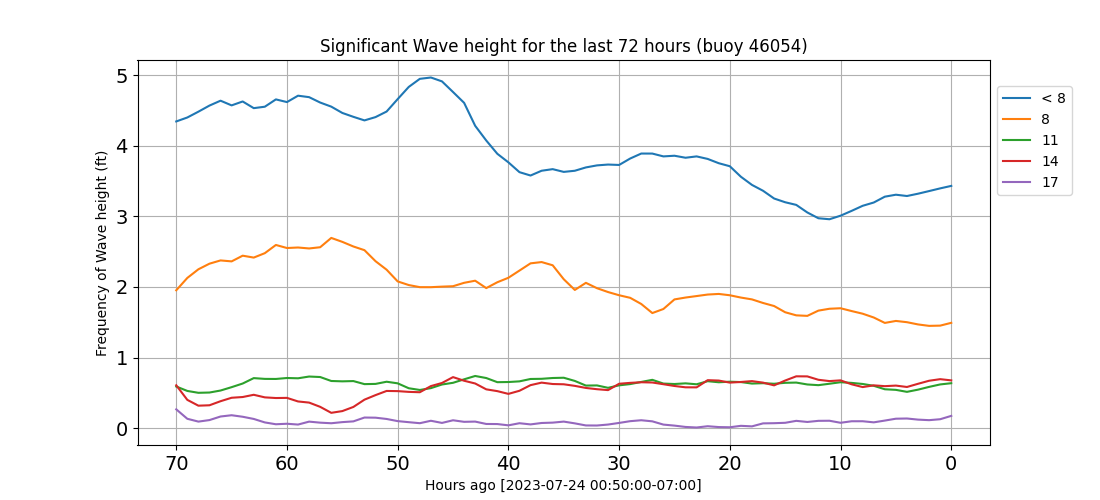 Significant Wave height for the last 72 hours (buoy 46054)
Frequency of Wave height (ft)
5
4
3
2
1
0
70 60 50 40 30 20 10 0
Hours ago [2023-07-24 00:50:00-07:00]
< 8
8
11
14
17